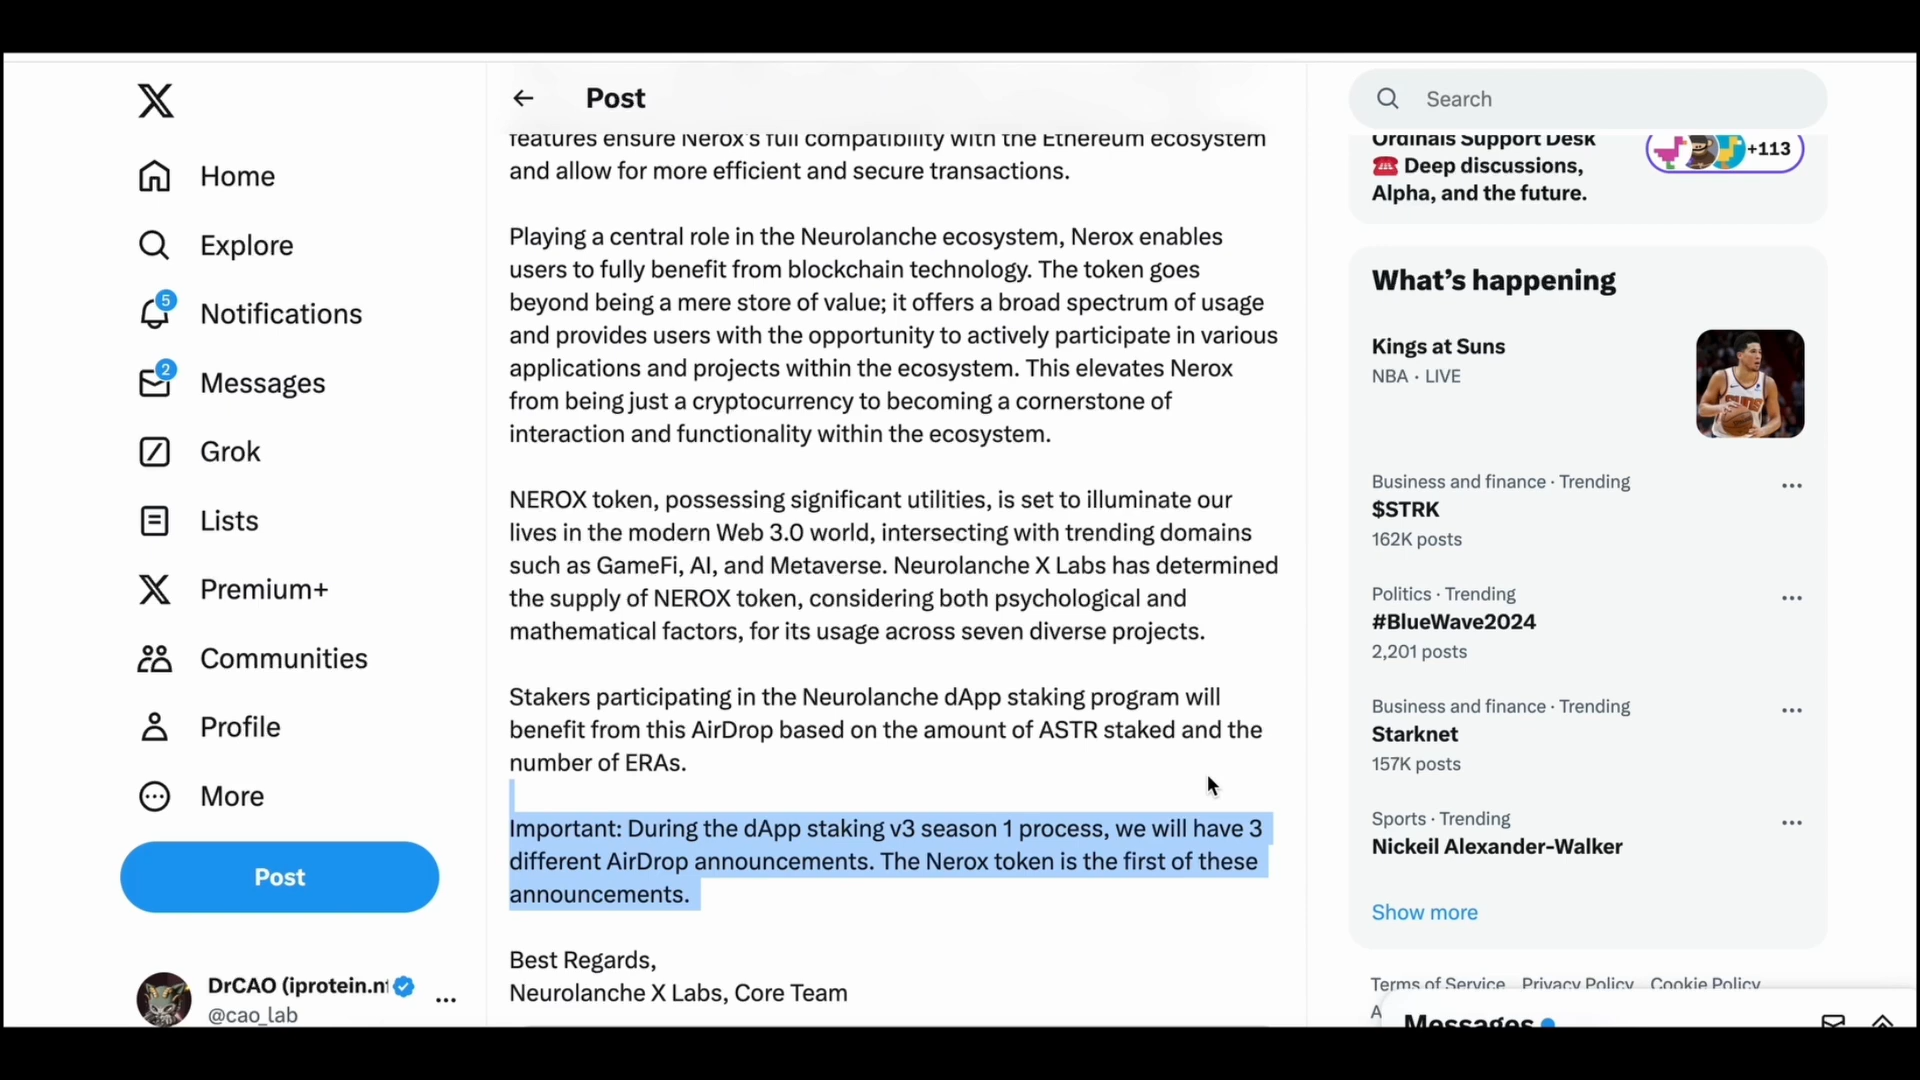 Home
Explore
5
Notifications
2
Messages
Grok
Lists
Premium+
Communities
Profile
More
Post
DrCAO (iprotein.n
@cao_lab
Post
features ensure Nerox's full compatibility with the Ethereum ecosystem
and allow for more efficient and secure transactions.
Playing a central role in the Neurolanche ecosystem, Nerox enables
users to fully benefit from blockchain technology. The token goes
beyond being a mere store of value; it offers a broad spectrum of usage
and provides users with the opportunity to actively participate in various
applications and projects within the ecosystem. This elevates Nerox
from being just a cryptocurrency to becoming a cornerstone of
interaction and functionality within the ecosystem.
NEROX token, possessing significant utilities, is set to illuminate our
lives in the modern Web 3.0 world, intersecting with trending domains
such as GameFi, AI, and Metaverse. Neurolanche X Labs has determined
the supply of NEROX token, considering both psychological and
mathematical factors, for its usage across seven diverse projects.
Stakers participating in the Neurolanche dApp staking program will
benefit from this AirDrop based on the amount of ASTR staked and the
number of ERAs.
Important: During the dApp staking v3 season 1 process, we will have 3
different AirDrop announcements. The Nerox token is the first of these
announcements.
Best Regards,
Neurolanche X Labs, Core Team
Search
Ordinals Support Desk
☎️ Deep discussions,
Alpha, and the future.
+113
What's happening
Kings at Suns
NBA · LIVE
SUNS
Business and finance · Trending
$STRK
162K posts
Politics · Trending
#BlueWave2024
2,201 posts
Business and finance · Trending
Starknet
157K posts
Sports · Trending
Nickeil Alexander-Walker
Show more
Terms of Service Privacy Policy Cookie Policy
Messages